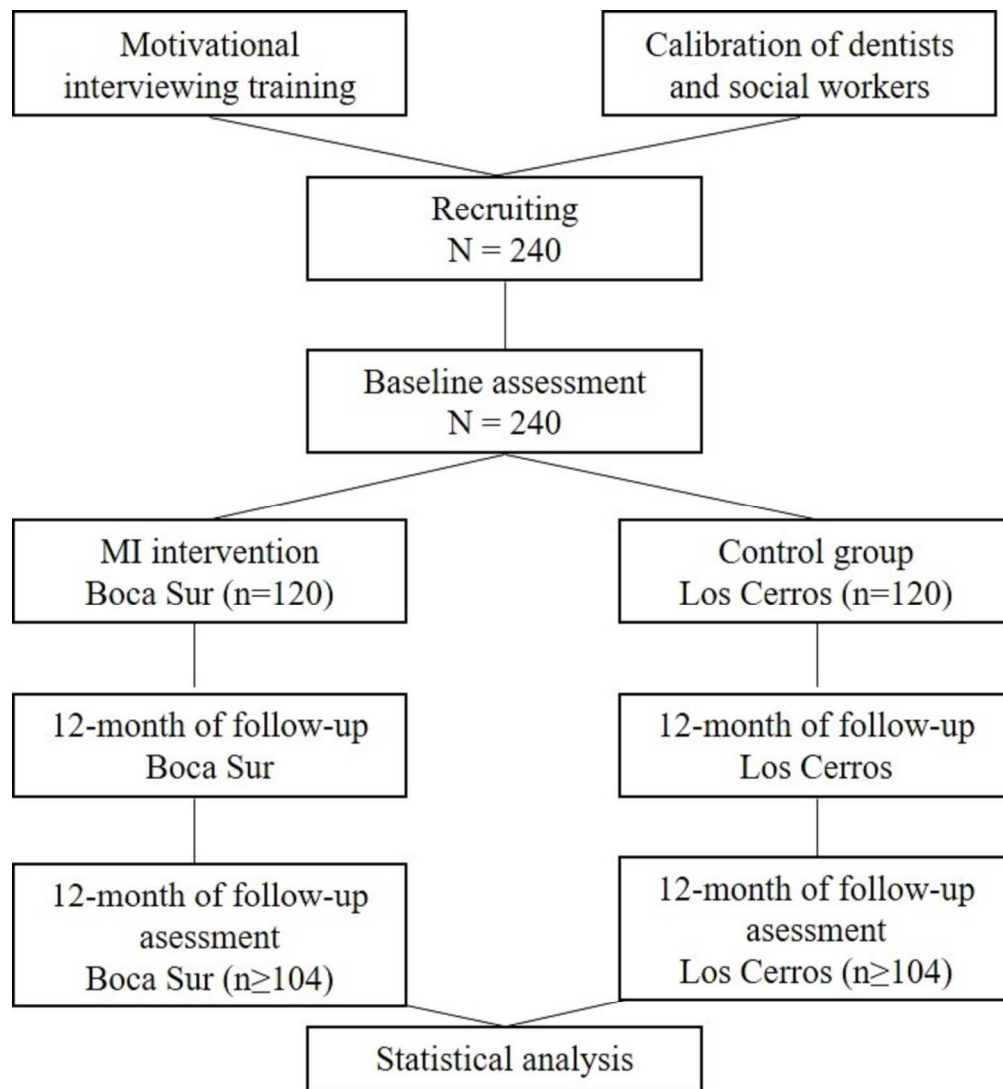 Motivational
interviewing training
Calibration of dentists
and social workers
Recruiting
N = 240
Baseline assessment
N = 240
MI intervention
Boca Sur (n=120)
Control group
Los Cerros (n=120)
12-month of follow-up
Boca Sur
12-month of follow-up
Los Cerros
12-month of follow-up
asessment
Boca Sur (n≥104)
12-month of follow-up
asessment
Los Cerros (n≥104)
Statistical analysis